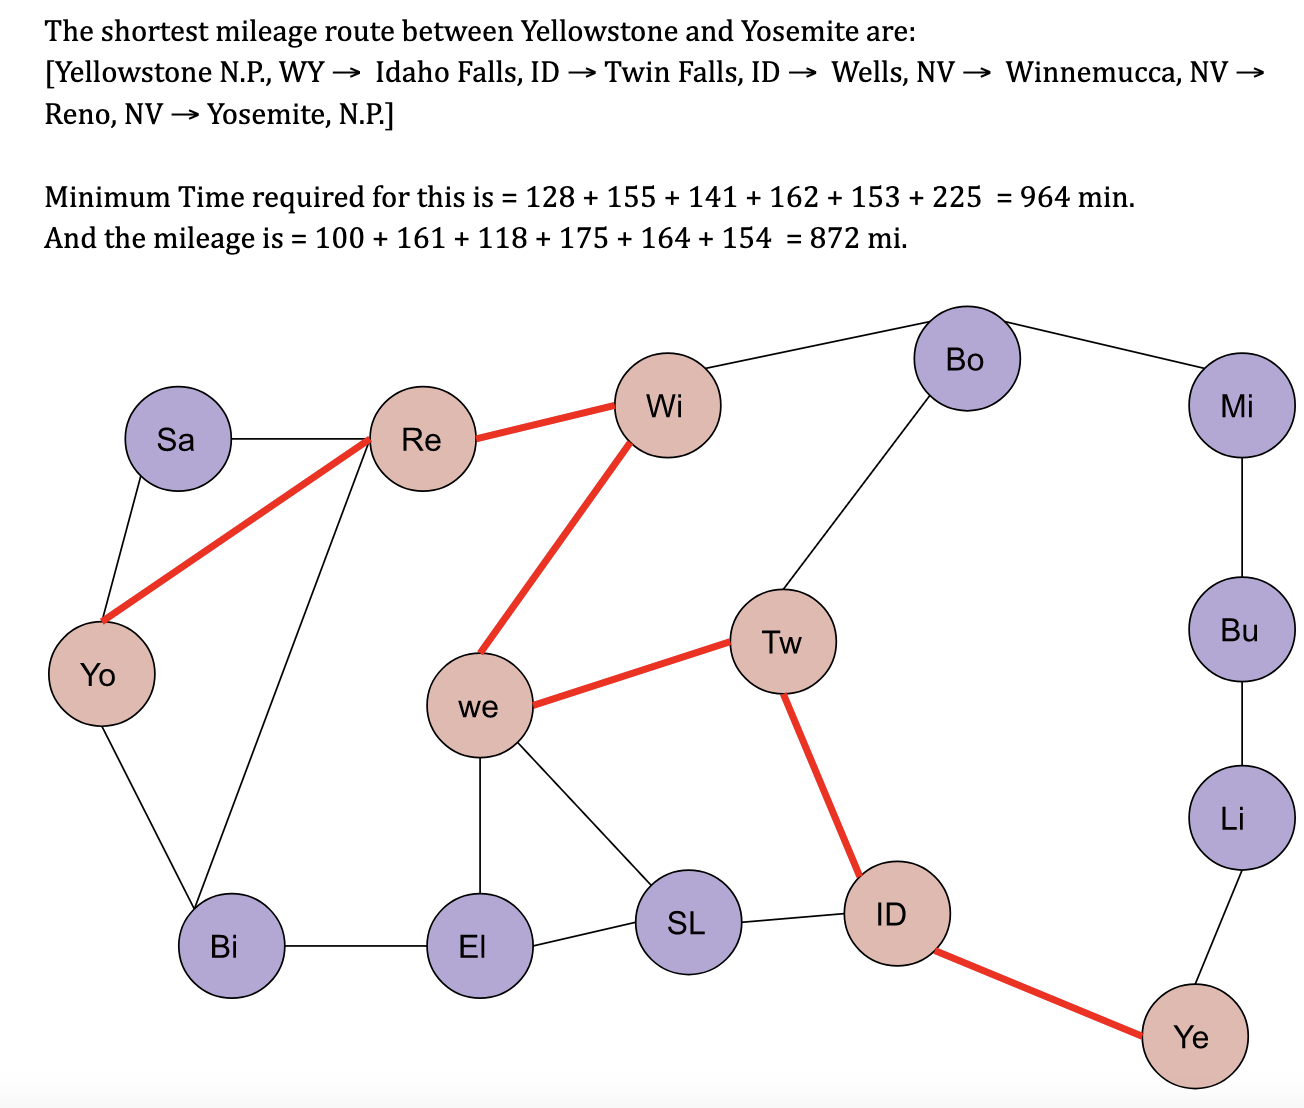 The shortest mileage route between Yellowstone and Yosemite are:
[Yellowstone N.P., WY → Idaho Falls, ID → Twin Falls, ID → Wells, NV → Winnemucca, NV →
Reno, NV → Yosemite, N.P.]
Minimum Time required for this is = 128 + 155 + 141 + 162 + 153 + 225 = 964 min.
And the mileage is = 100 + 161 + 118 + 175 + 164 + 154 = 872 mi.
Bo
Wi
Mi
Sa
Re
Bu
Tw
Yo
we
Li
ID
SL
Bi
El
Ye